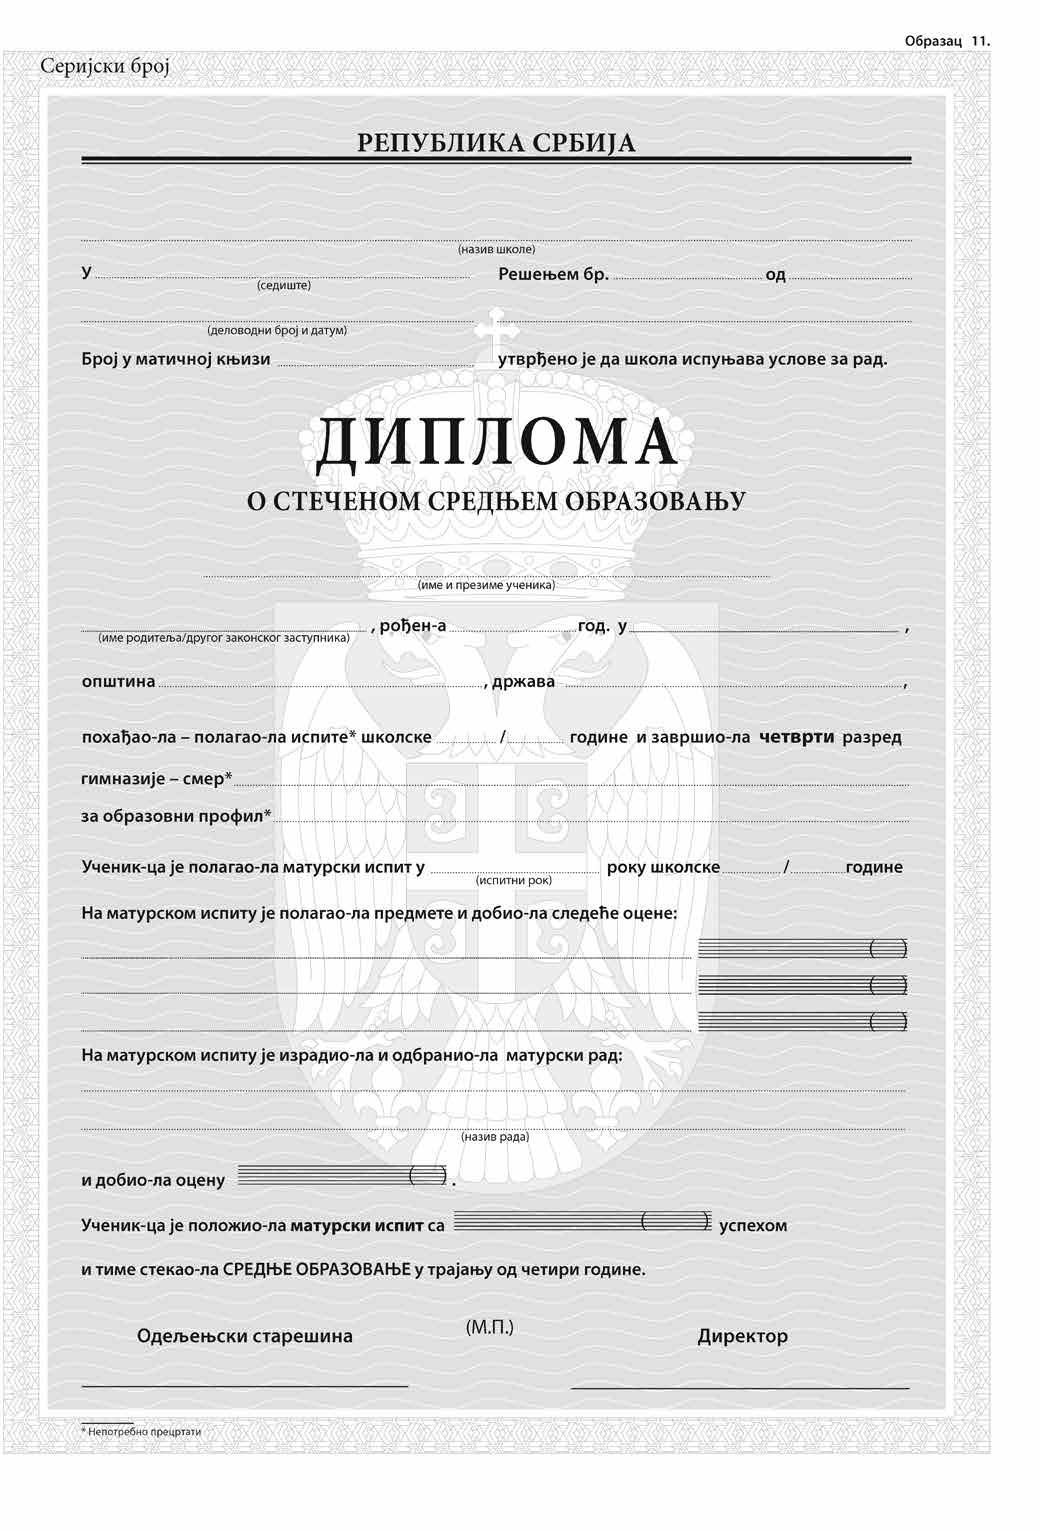 Образац 11.
Серијски број
РЕПУБЛИКА СРБИЈА
(назив школе)
У Решењем бр. од
(седиште)
(деловодни број и датум)
Број у матичној књизи утврђено је да школа испуњава услове за рад.
ДИПЛОМА
О СТЕЧЕНОМ СРЕДЊЕМ ОБРАЗОВАЊУ
(име и презиме ученика)
, рођен-а год. у ,
(име родитеља/другог законског заступника)
општина , држава ,
похађао-ла – полагао-ла испите* школске / године и завршио-ла четврти разред
гимназије – смер*
за образовни профил*
Ученик-ца је полагао-ла матурски испит у року школске / године
(испитни рок)
На матурском испиту је полагао-ла предмете и добио-ла следеће оцене:
( )
( )
( )
На матурском испиту је израдио-ла и одбранио-ла матурски рад:
(назив рада)
и добио-ла оцену ( ) .
Ученик-ца је положио-ла матурски испит са ( ) успехом
и тиме стекао-ла СРЕДЊЕ ОБРАЗОВАЊЕ у трајању од четири године.
Одељењски старешина (М.П.) Директор
* Непотребно прецртати